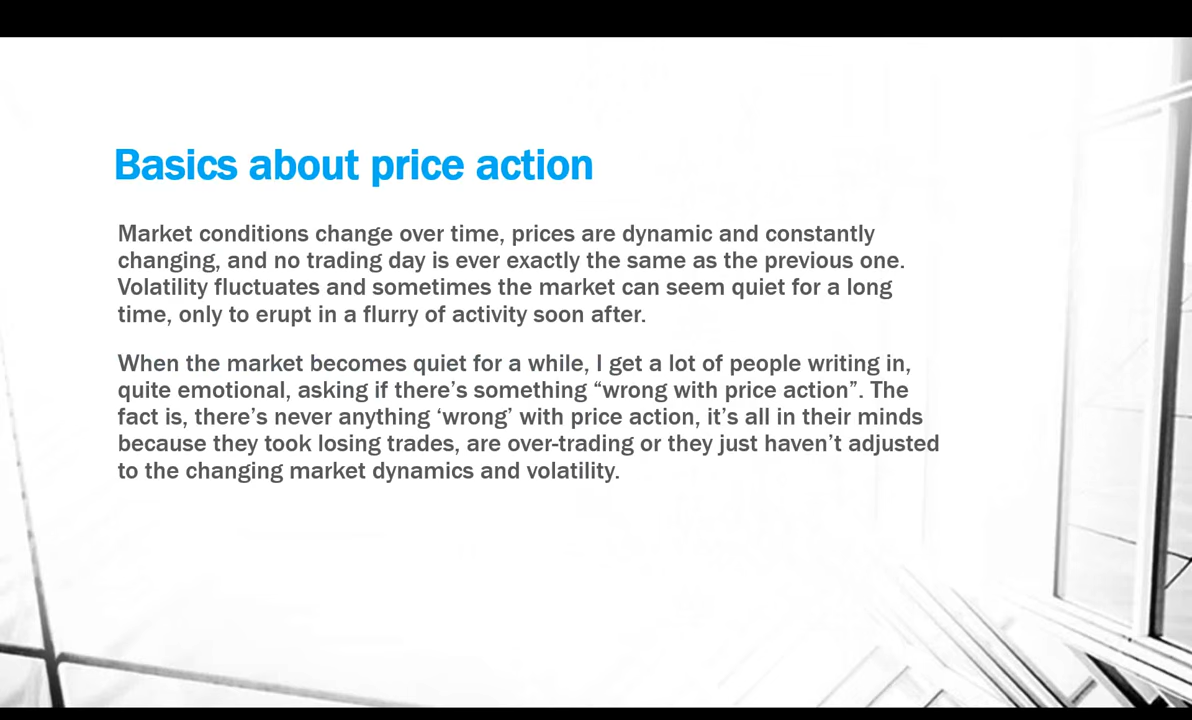 Basics about price action
Market conditions change over time, prices are dynamic and constantly
changing, and no trading day is ever exactly the same as the previous one.
Volatility fluctuates and sometimes the market can seem quiet for a long
time, only to erupt in a flurry of activity soon after.
When the market becomes quiet for a while, I get a lot of people writing in,
quite emotional, asking if there’s something “wrong with price action”. The
fact is, there’s never anything ‘wrong’ with price action, it’s all in their minds
because they took losing trades, are over-trading or they just haven’t adjusted
to the changing market dynamics and volatility.